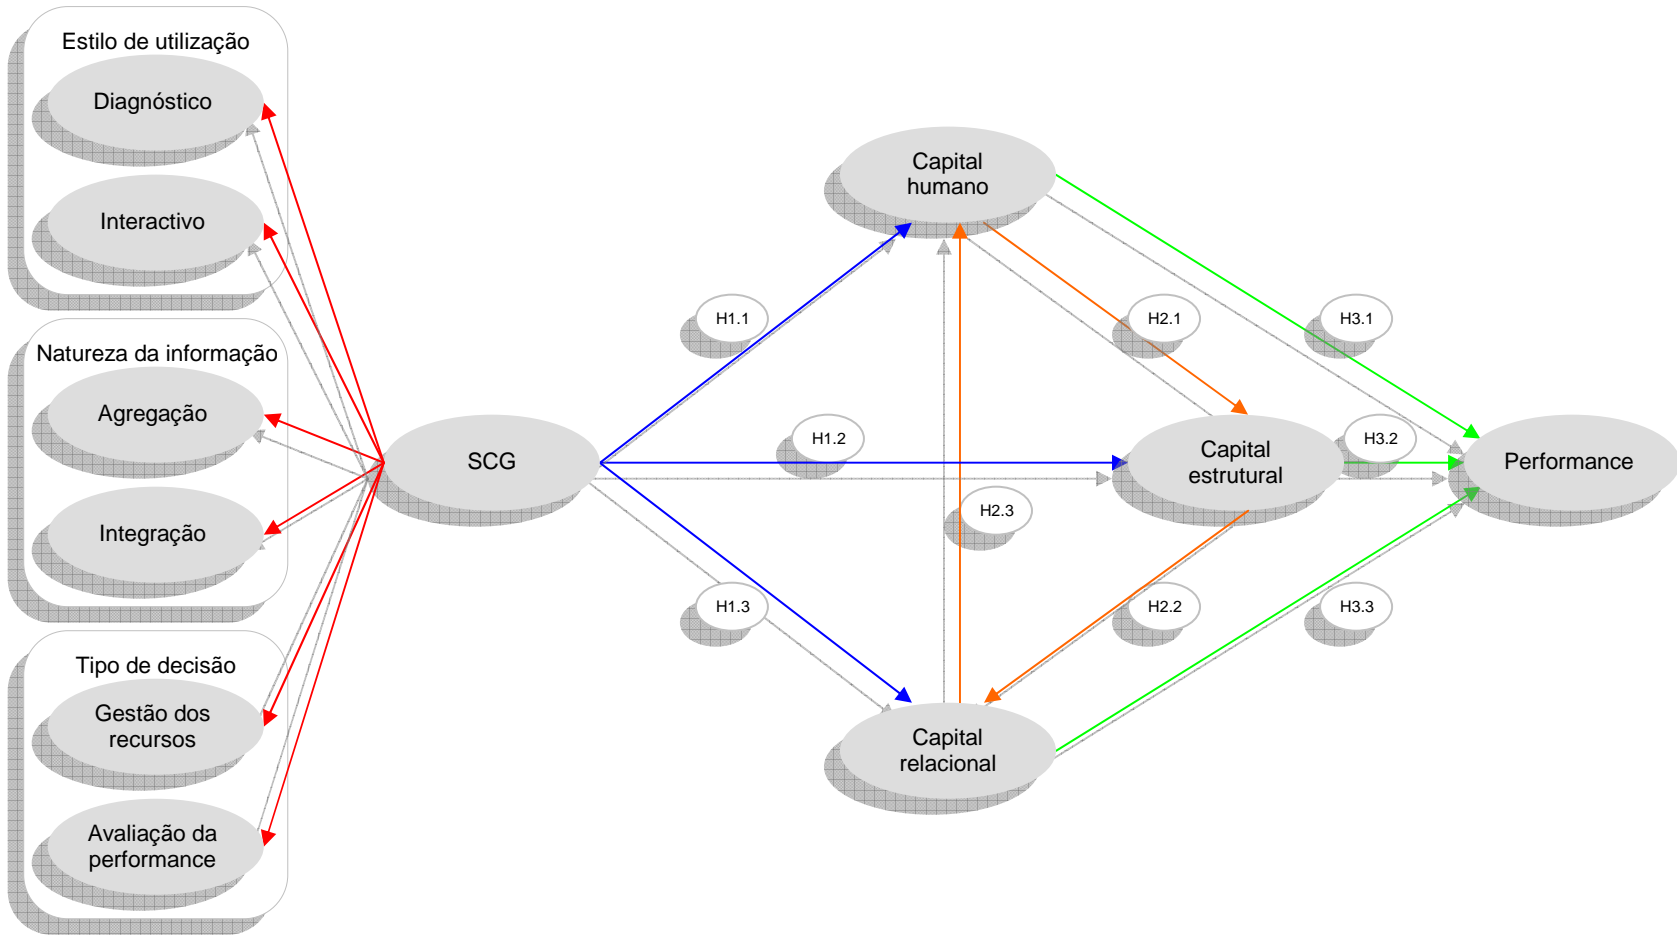 Estilo de utilização
Diagnóstico
Interactivo
Natureza da informação
Agregação
Integração
Tipo de decisão
Gestão dos
recursos
Avaliação da
performance
SCG
H1.1
H1.2
H1.3
Capital
humano
H2.1
H2.3
H2.2
Capital
estrutural
Capital
relacional
H3.1
H3.2
H3.3
Performance